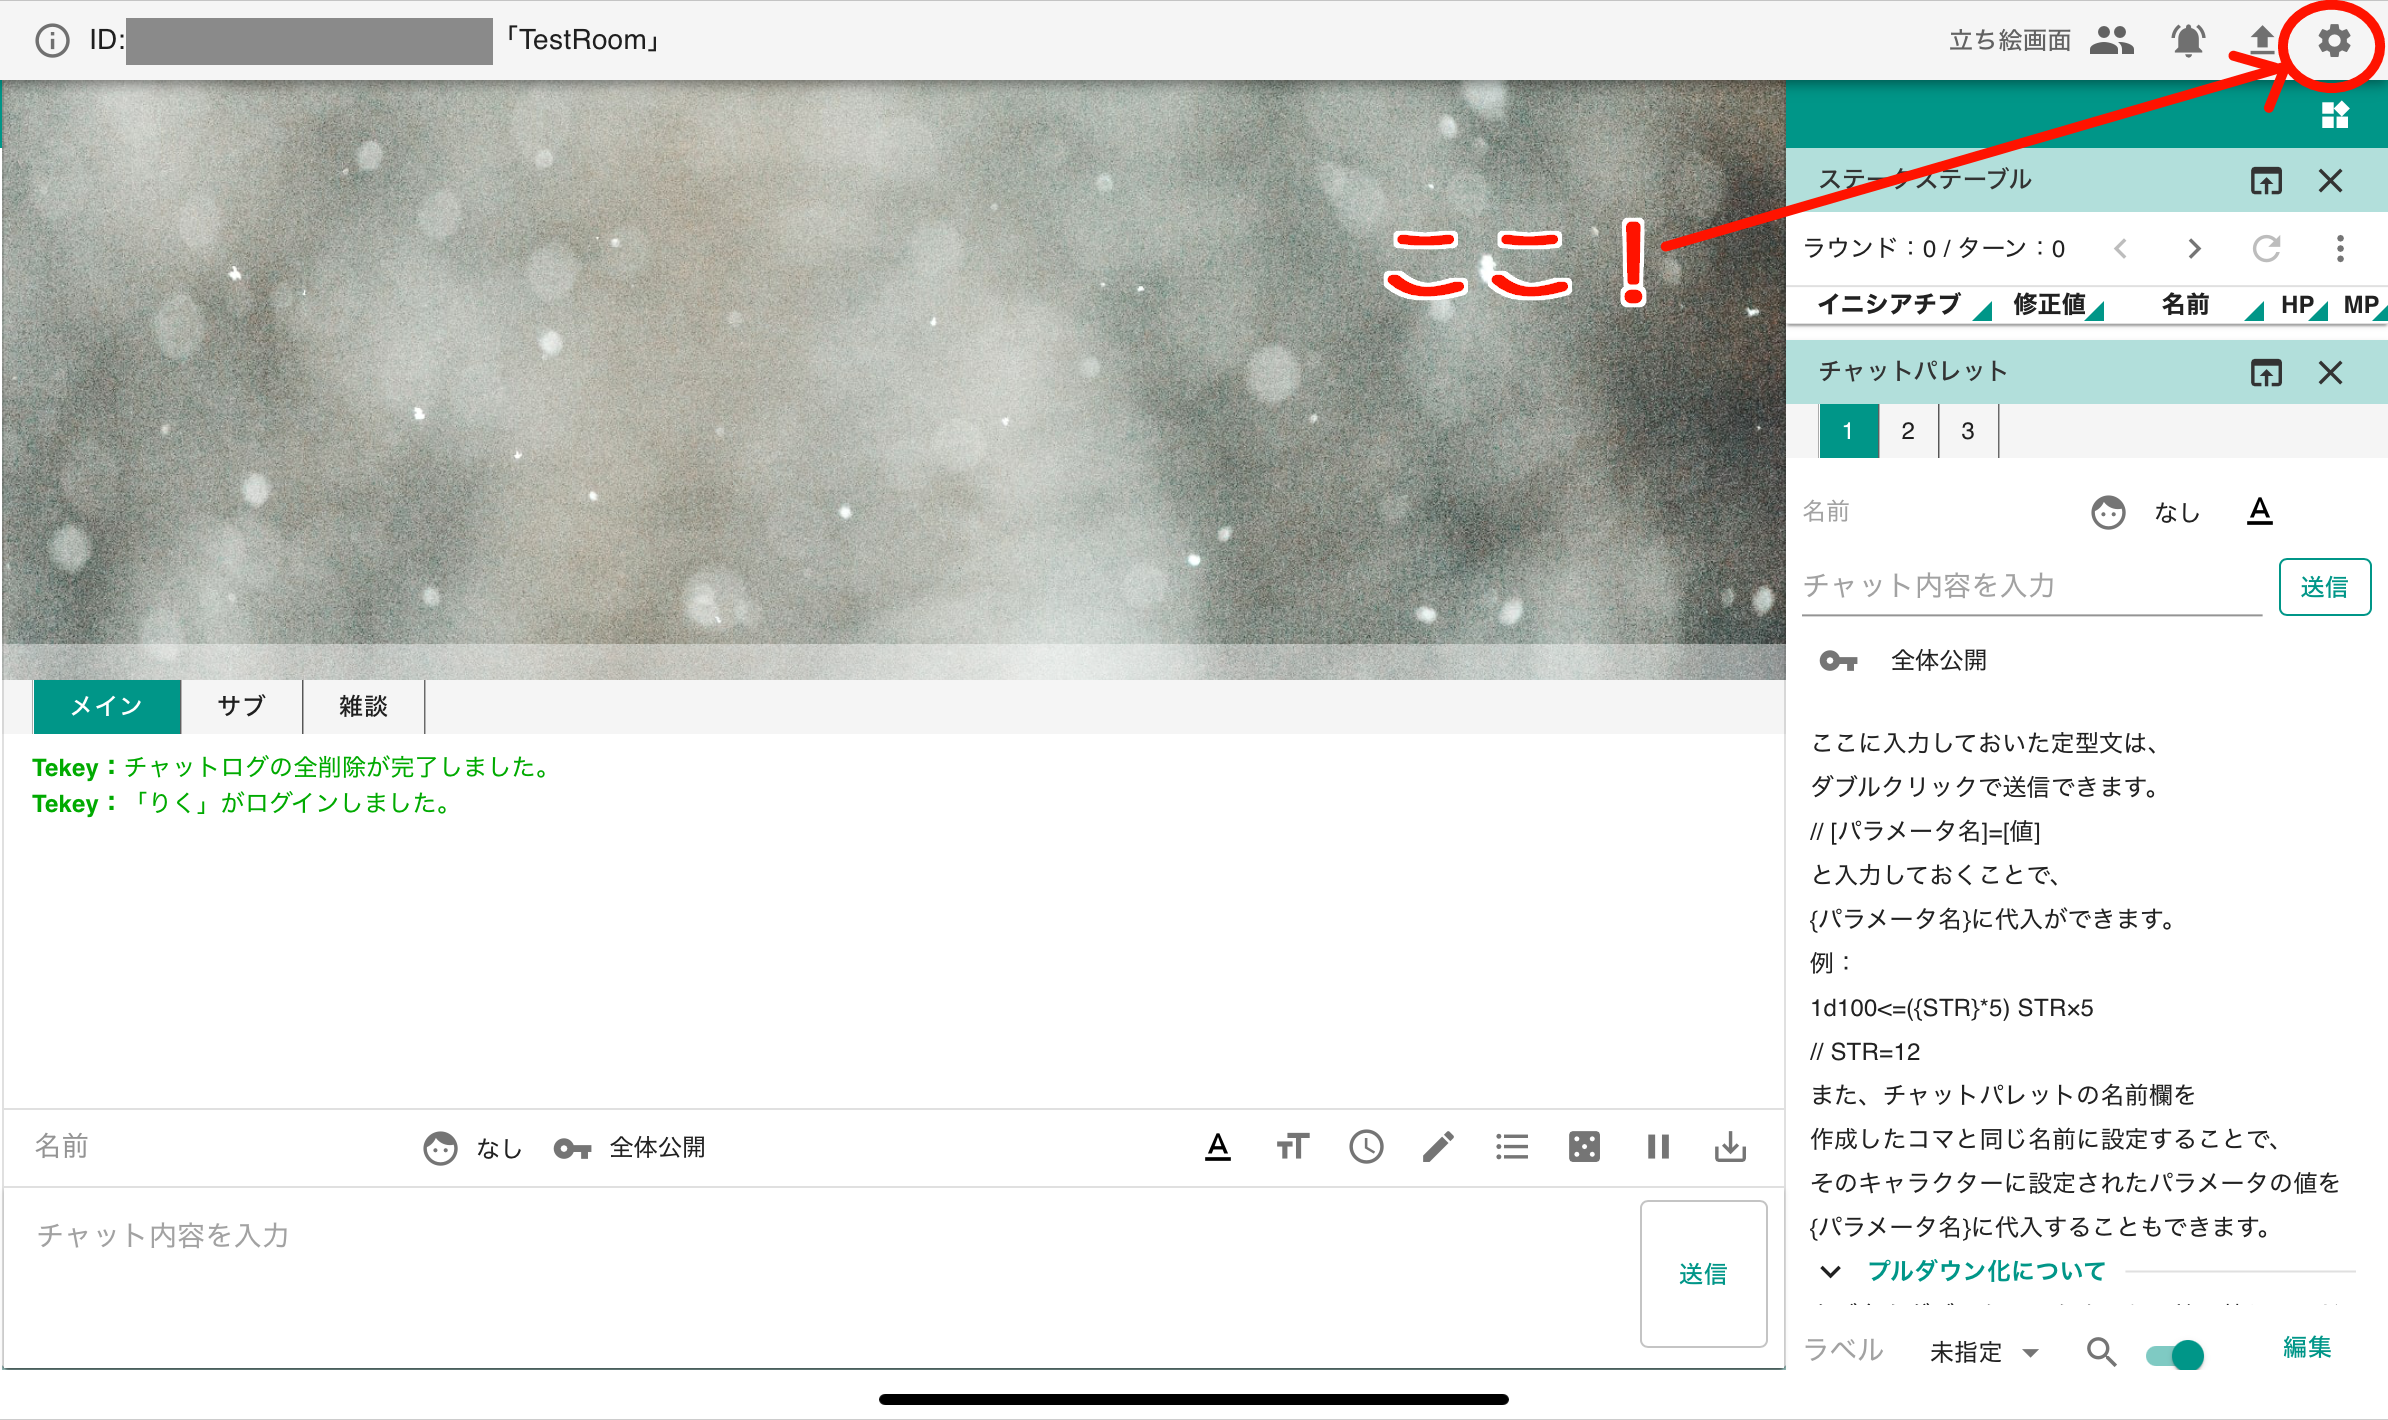 ID: 「TestRoom」
立ち絵画面
ここ！
ステータステーブル
ラウンド：0 / ターン：0
イニシアチブ 修正値 名前 HP MP
チャットパレット
1 2 3
名前 なし A
チャット内容を入力 送信
全体公開
ここに入力しておいた定型文は、
ダブルクリックで送信できます。
// [パラメータ名]=[値]
と入力しておくことで、
{パラメータ名}に代入ができます。
例：
1d100<=({STR}*5) STR×5
// STR=12
また、チャットパレットの名前欄を
作成したコマと同じ名前に設定することで、
そのキャラクターに設定されたパラメータの値を
{パラメータ名}に代入することもできます。
プルダウン化について
ラベル 未指定 編集
メイン サブ 雑談
Tekey：チャットログの全削除が完了しました。
Tekey：「りく」がログインしました。
名前 なし 全体公開 A TT
チャット内容を入力
送信